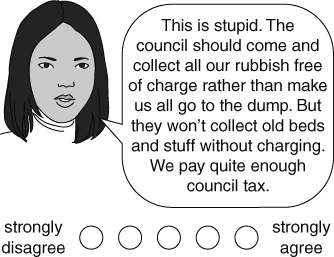 This is stupid. The
council should come and
collect all our rubbish free
of charge rather than make
us all go to the dump. But
they won't collect old beds
and stuff without charging.
We pay quite enough
council tax.
strongly
disagree
strongly
agree